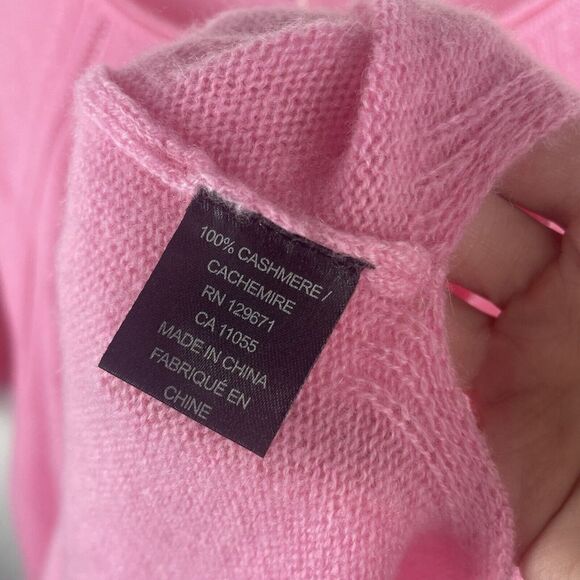 100% CASHMERE /
CACHEMIRE
RN 129671
CA 11055
MADE IN CHINA
FABRIQUÉ EN
CHINE